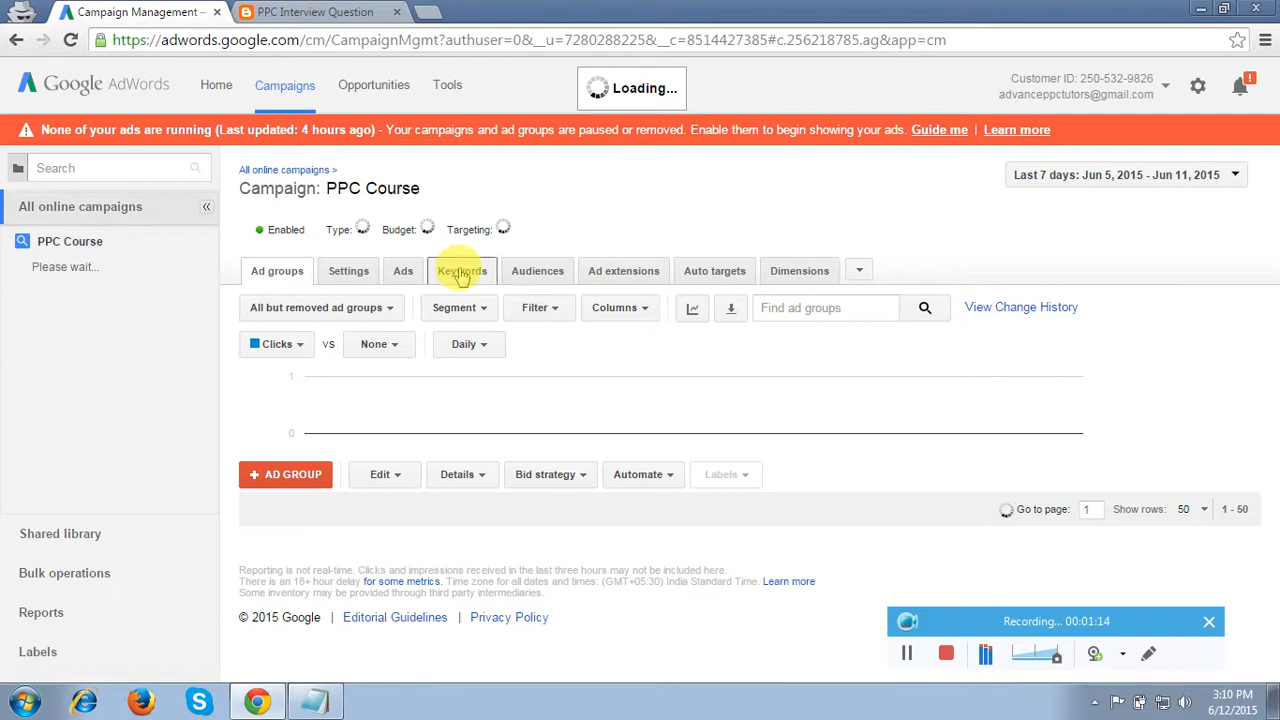 Campaign Management –
PPC Interview Question
https://adwords.google.com/cm/CampaignMgmt?authuser=0&__u=7280288225&__c=8514427385#c.256218785.ag&app=cm
Google AdWords
Home
Campaigns
Opportunities
Tools
Loading...
Customer ID: 250-532-9826
advanceppctutors@gmail.com
None of your ads are running (Last updated: 4 hours ago) - Your campaigns and ad groups are paused or removed. Enable them to begin showing your ads. Guide me | Learn more
Search
All online campaigns
PPC Course
Please wait...
Shared library
Bulk operations
Reports
Labels
All online campaigns >
Campaign: PPC Course
Last 7 days: Jun 5, 2015 - Jun 11, 2015
Enabled Type: Budget: Targeting:
Ad groups
Settings
Ads
Keywords
Audiences
Ad extensions
Auto targets
Dimensions
All but removed ad groups
Segment
Filter
Columns
Find ad groups
View Change History
Clicks
VS
None
Daily
1
0
+ AD GROUP
Edit
Details
Bid strategy
Automate
Labels
Go to page: 1 Show rows: 50 1 - 50
Reporting is not real-time. Clicks and impressions received in the last three hours may not be included here.
There is an 18+ hour delay for some metrics. Time zone for all dates and times: (GMT+05:30) India Standard Time. Learn more
Some inventory may be provided through third party intermediaries.
© 2015 Google | Editorial Guidelines | Privacy Policy
Recording... 00:01:14
3:10 PM
6/12/2015